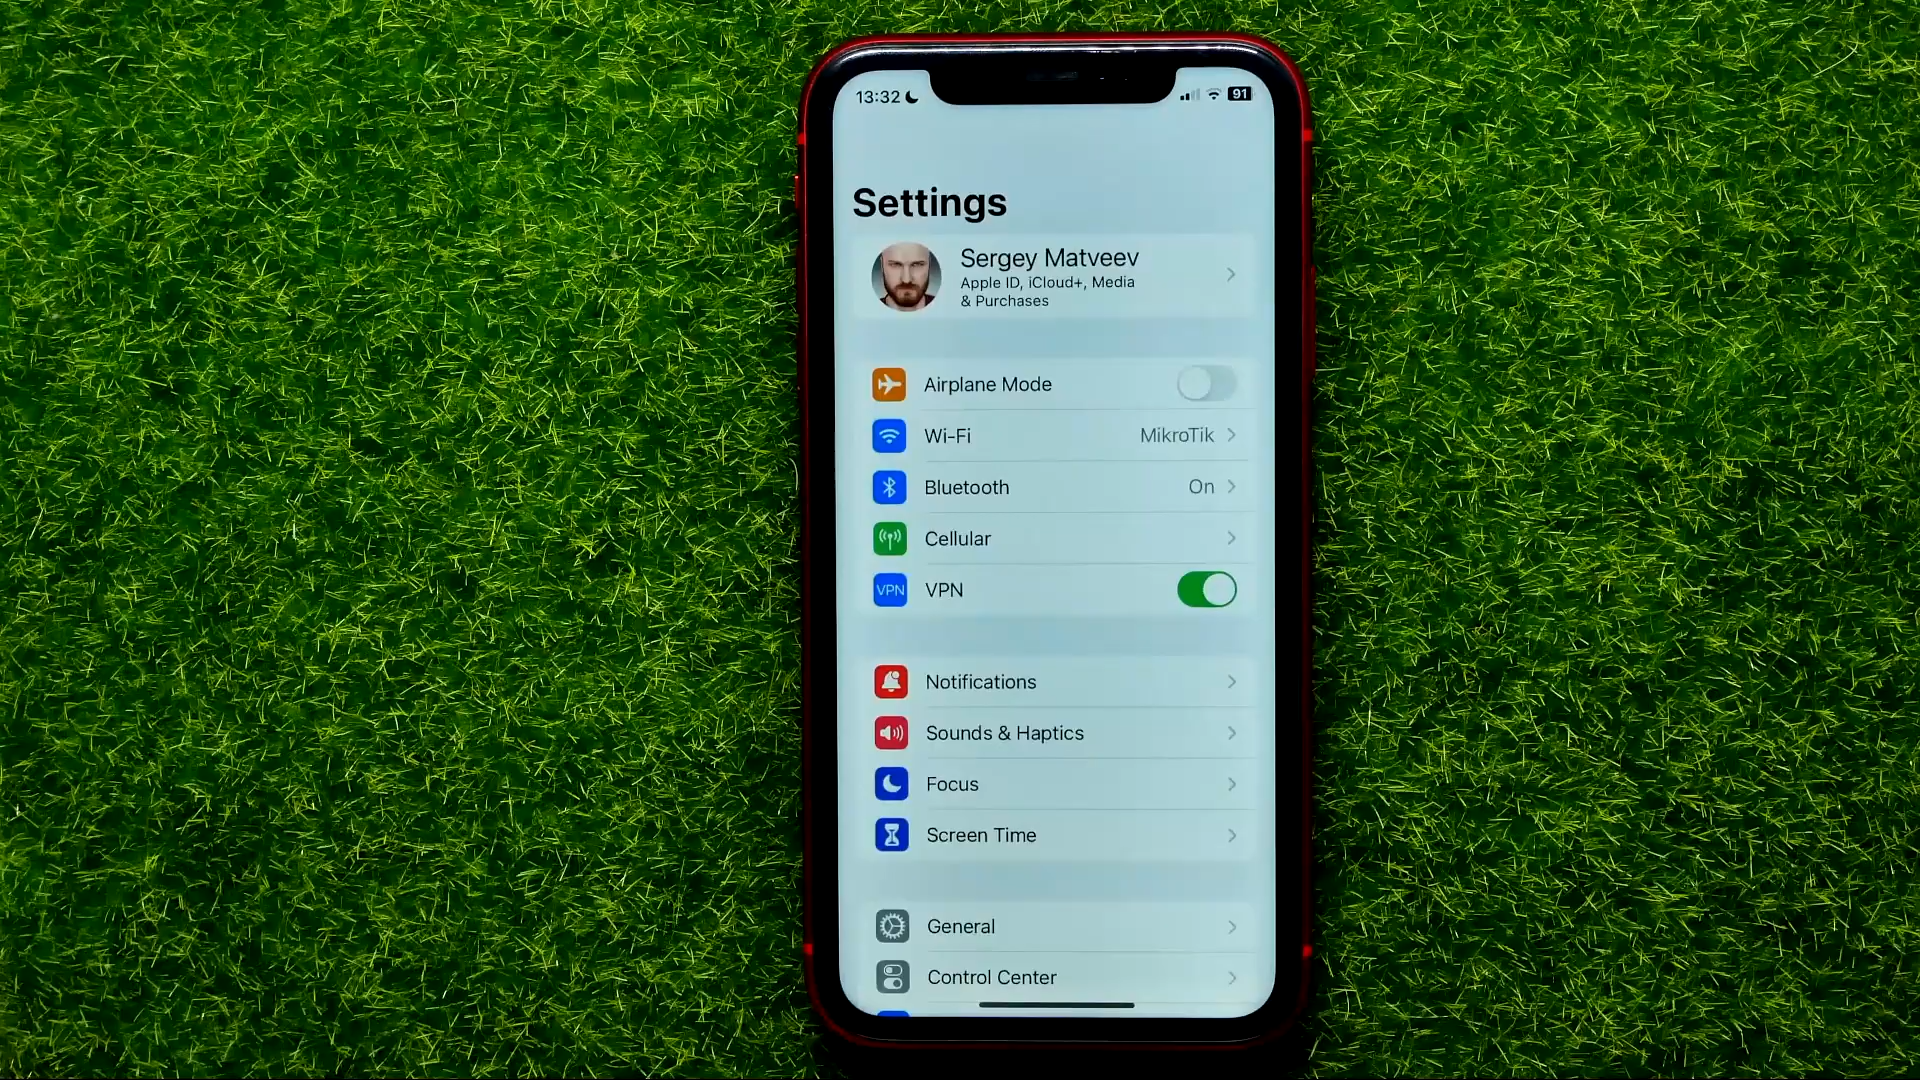 13:32
91
Settings
Sergey Matveev
Apple ID, iCloud+, Media
& Purchases
Airplane Mode
Wi-Fi MikroTik
Bluetooth On
Cellular
VPN VPN
Notifications
Sounds & Haptics
Focus
Screen Time
General
Control Center